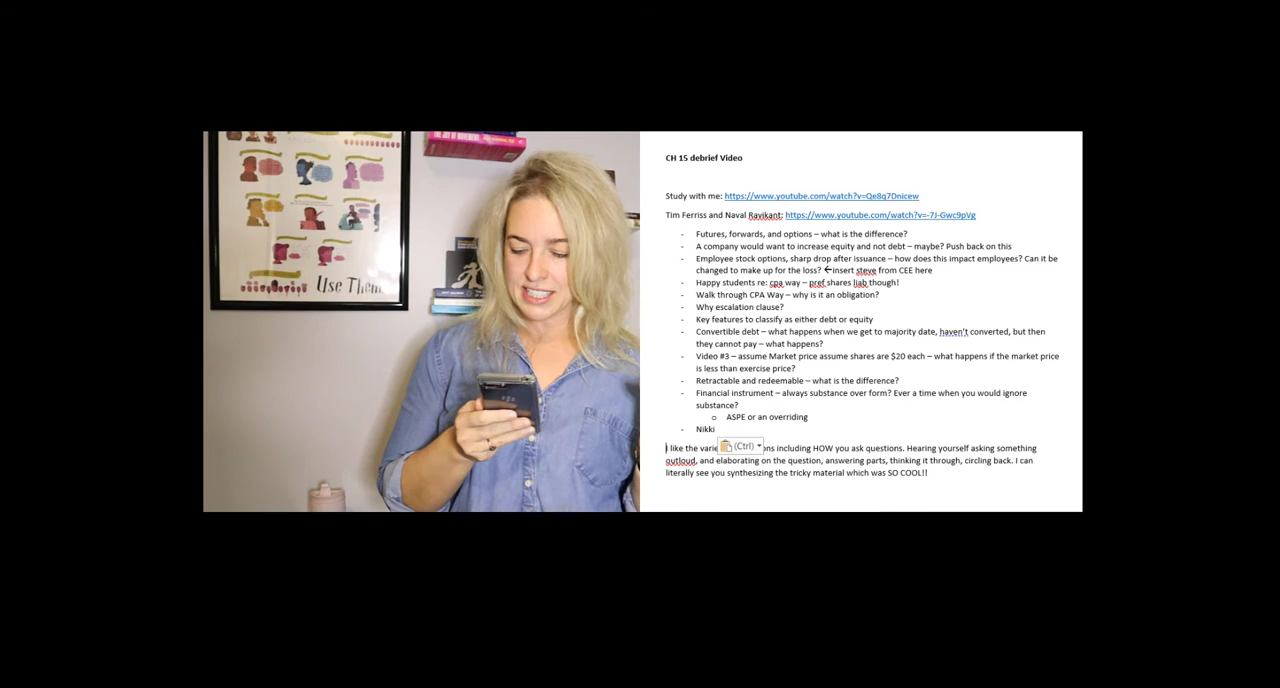 Use Them
CH 15 debrief Video
Study with me: https://www.youtube.com/watch?v=Qe8q7Dnicew
Tim Ferriss and Naval Ravikant: https://www.youtube.com/watch?v=-7J-Gwc9pVg
- Futures, forwards, and options – what is the difference?
- A company would want to increase equity and not debt – maybe? Push back on this
- Employee stock options, sharp drop after issuance – how does this impact employees? Can it be
changed to make up for the loss? ←insert steve from CEE here
- Happy students re: cpa way – pref shares liab though!
- Walk through CPA Way – why is it an obligation?
- Why escalation clause?
- Key features to classify as either debt or equity
- Convertible debt – what happens when we get to majority date, haven't converted, but then
they cannot pay – what happens?
- Video #3 – assume Market price assume shares are $20 each – what happens if the market price
is less than exercise price?
- Retractable and redeemable – what is the difference?
- Financial instrument – always substance over form? Ever a time when you would ignore
substance?
o ASPE or an overriding
- Nikki
I like the varie (Ctrl) ns including HOW you ask questions. Hearing yourself asking something
outloud, and elaborating on the question, answering parts, thinking it through, circling back. I can
literally see you synthesizing the tricky material which was SO COOL!!